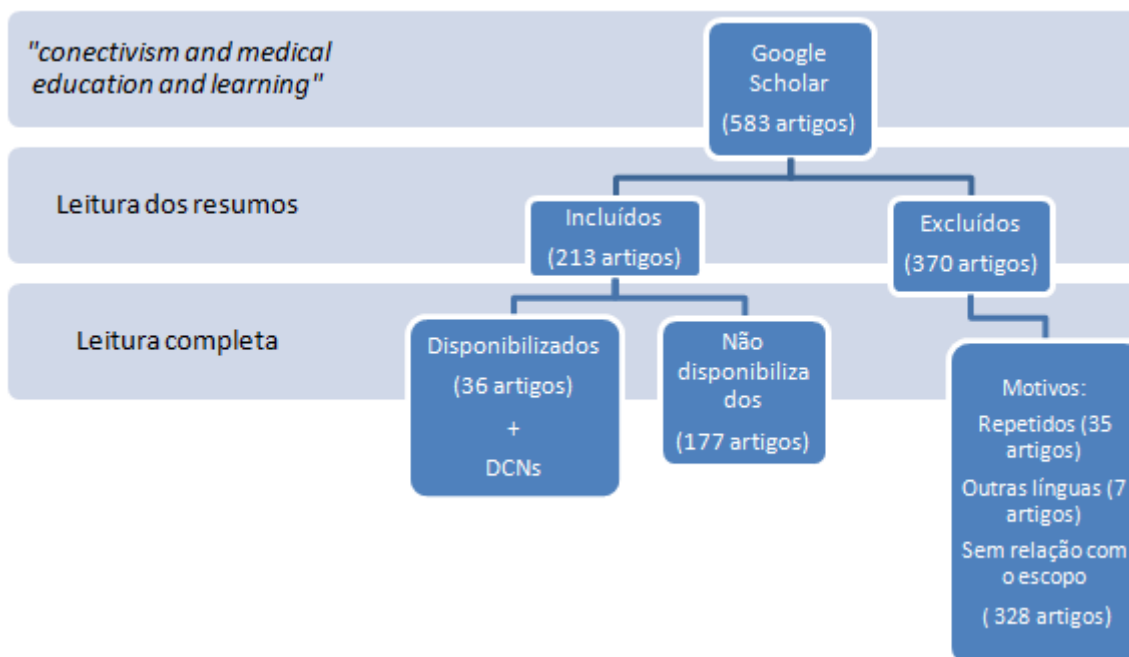 "conectivism and medical
education and learning"
Google
Scholar
(583 artigos)
Leitura dos resumos
Incluídos
(213 artigos)
Excluídos
(370 artigos)
Leitura completa
Disponibilizados
(36 artigos)
+
DCNs
Não
disponibiliza
dos
(177 artigos)
Motivos:
Repetidos (35
artigos)
Outras línguas (7
artigos)
Sem relação com
o escopo
( 328 artigos)